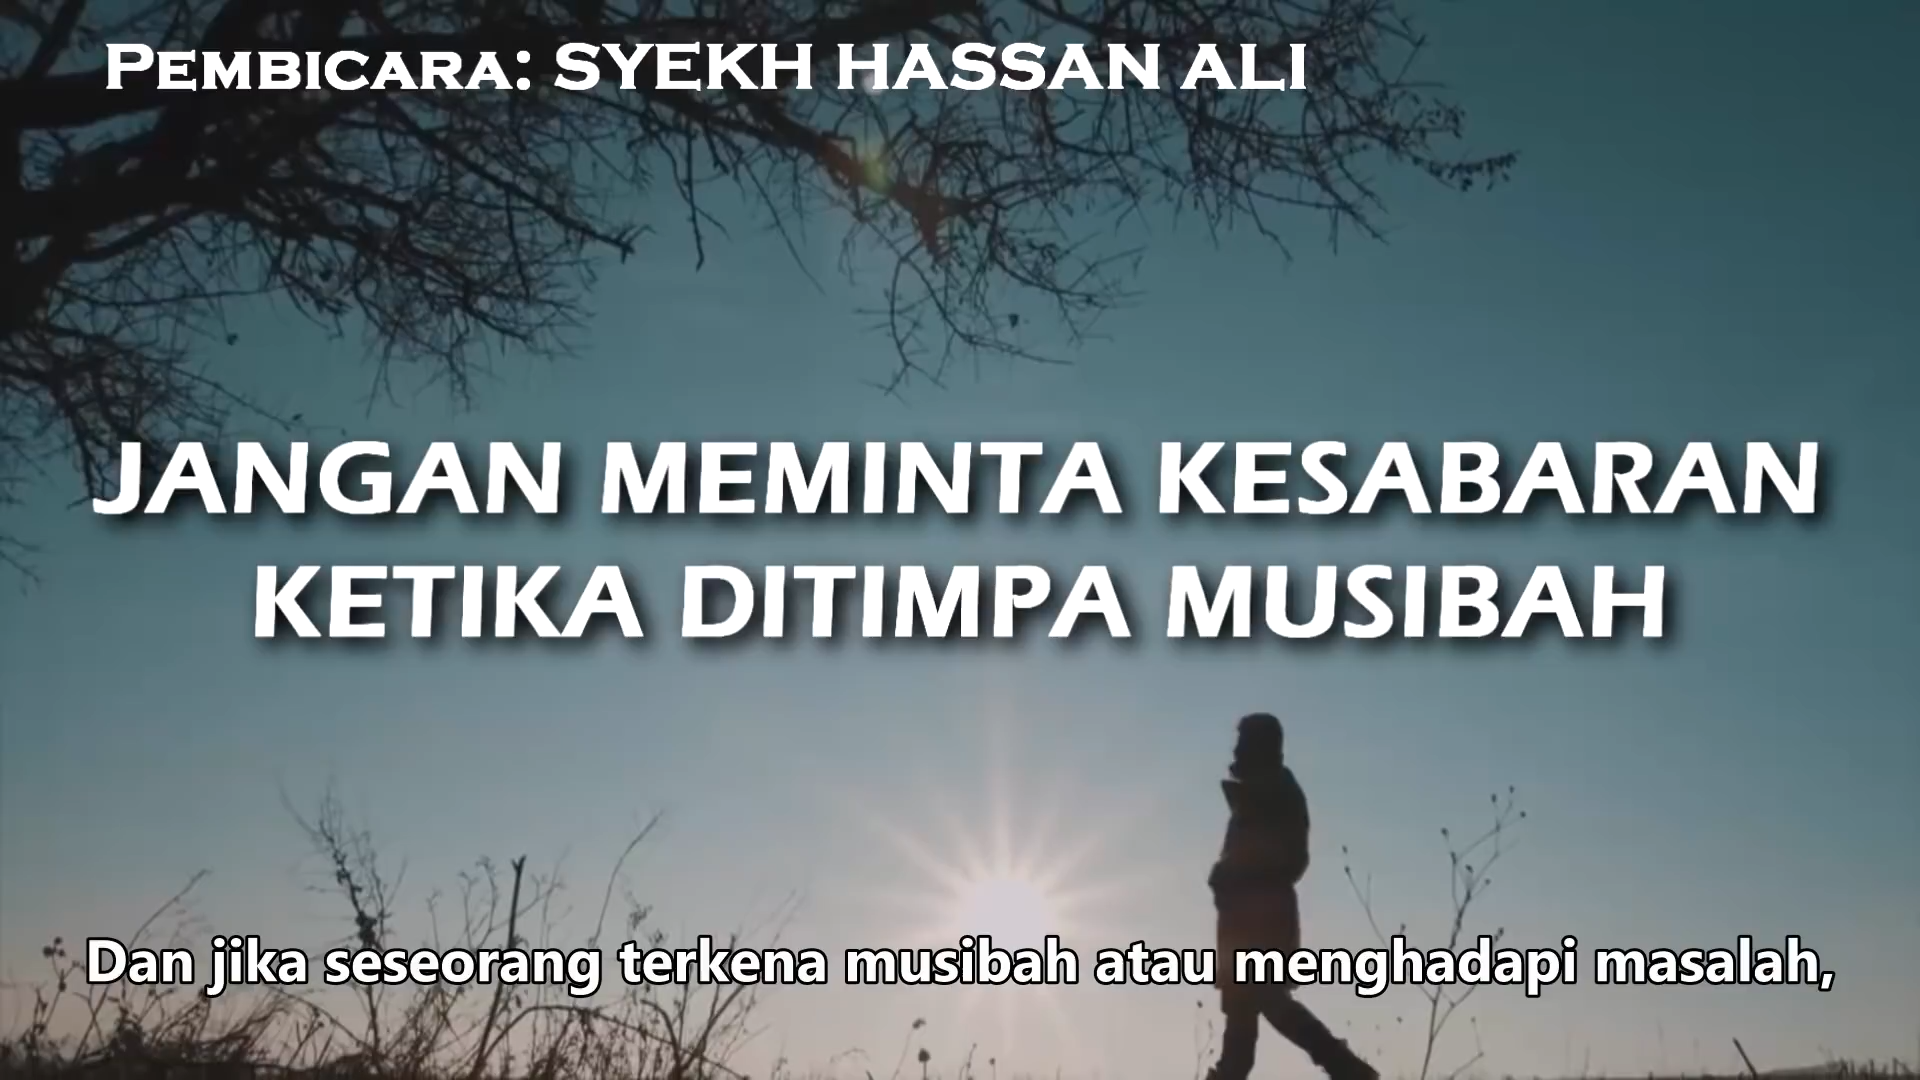 Pembicara: SYEKH HASSAN ALI
JANGAN MEMINTA KESABARAN
KETIKA DITIMPA MUSIBAH
Dan jika seseorang terkena musibah atau menghadapi masalah,